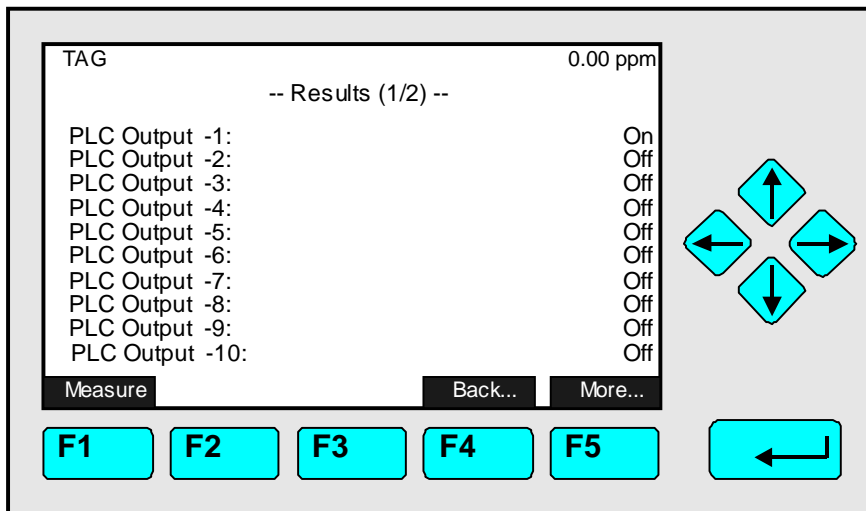 TAG 0.00 ppm
-- Results (1/2) --
PLC Output -1: On
PLC Output -2: Off
PLC Output -3: Off
PLC Output -4: Off
PLC Output -5: Off
PLC Output -6: Off
PLC Output -7: Off
PLC Output -8: Off
PLC Output -9: Off
PLC Output -10: Off
Measure Back... More...
F1 F2 F3 F4 F5